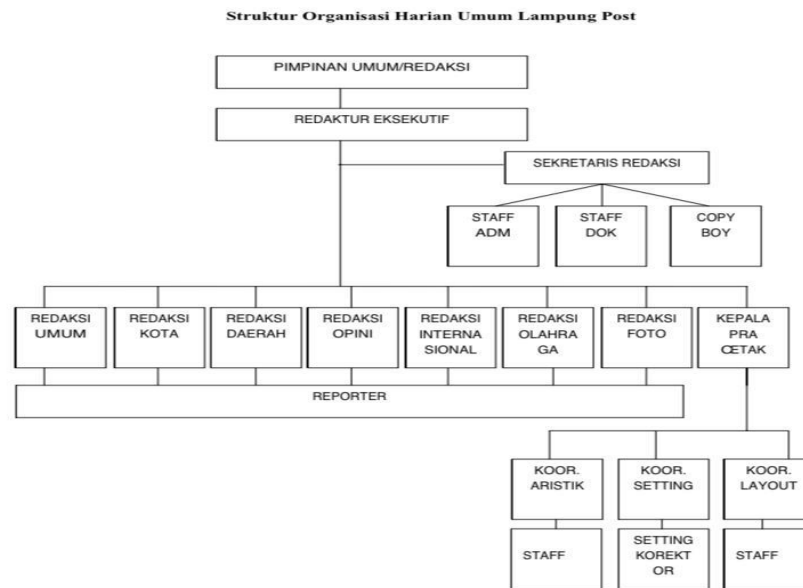 Struktur Organisasi Harian Umum Lampung Post
PIMPINAN UMUM/REDAKSI
REDAKTUR EKSEKUTIF
SEKRETARIS REDAKSI
STAFF
ADM
STAFF
DOK
COPY
BOY
REDAKSI
UMUM
REDAKSI
KOTA
REDAKSI
DAERAH
REDAKSI
OPINI
REDAKSI
INTERNA
SIONAL
REDAKSI
OLAHRA
GA
REDAKSI
FOTO
KEPALA
PRA
CETAK
REPORTER
KOOR.
ARISTIK
KOOR.
SETTING
KOOR.
LAYOUT
STAFF
SETTING
KOREKT
OR
STAFF